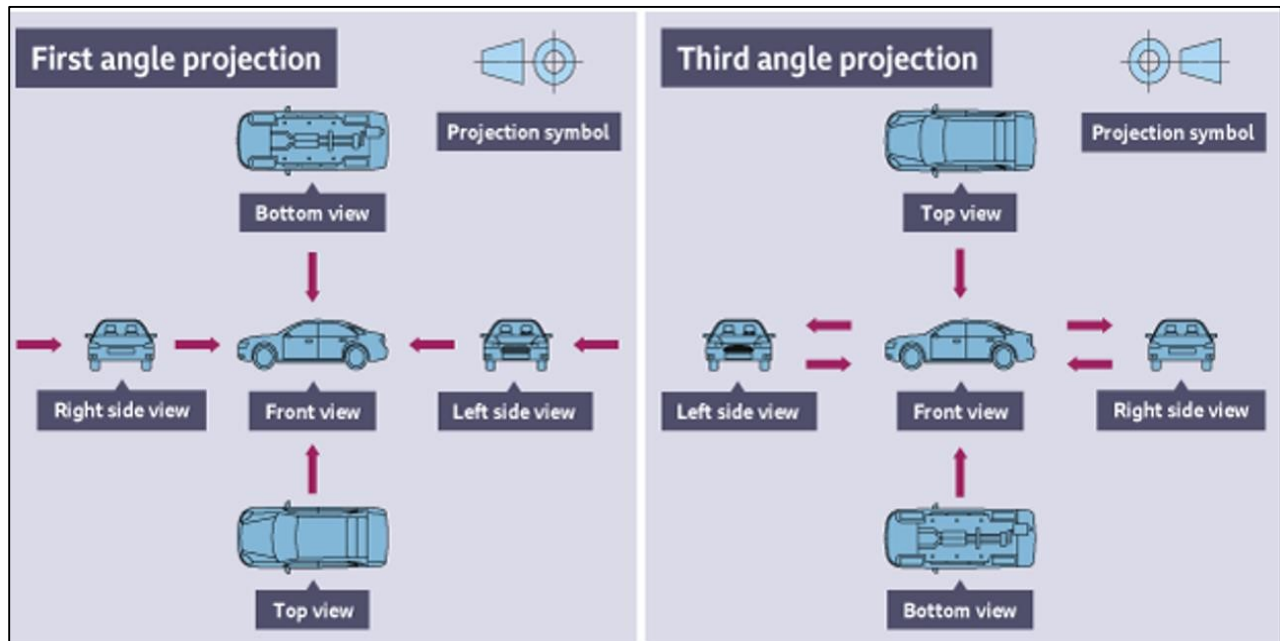 First angle projection
Projection symbol
Bottom view
Right side view
Front view
Left side view
Top view
Third angle projection
Projection symbol
Top view
Left side view
Front view
Right side view
Bottom view